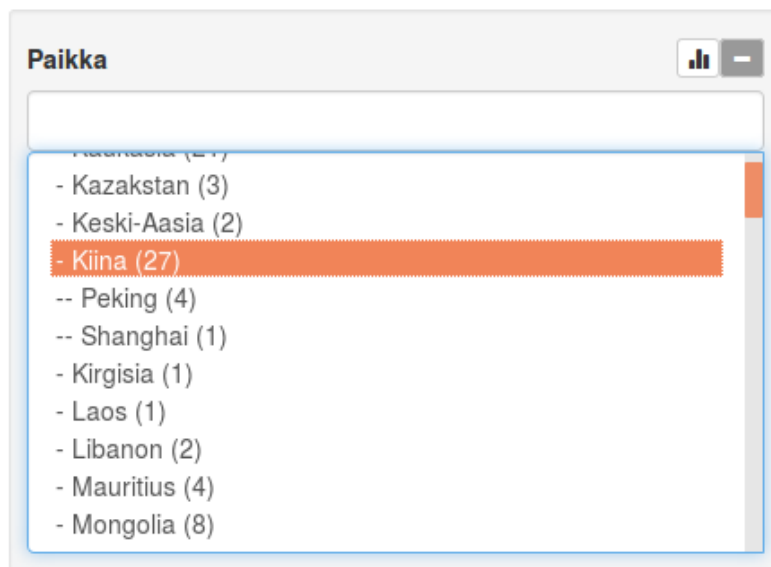 Paikka
- Kazakstan (3)
- Keski-Aasia (2)
- Kiina (27)
-- Peking (4)
-- Shanghai (1)
- Kirgisia (1)
- Laos (1)
- Libanon (2)
- Mauritius (4)
- Mongolia (8)